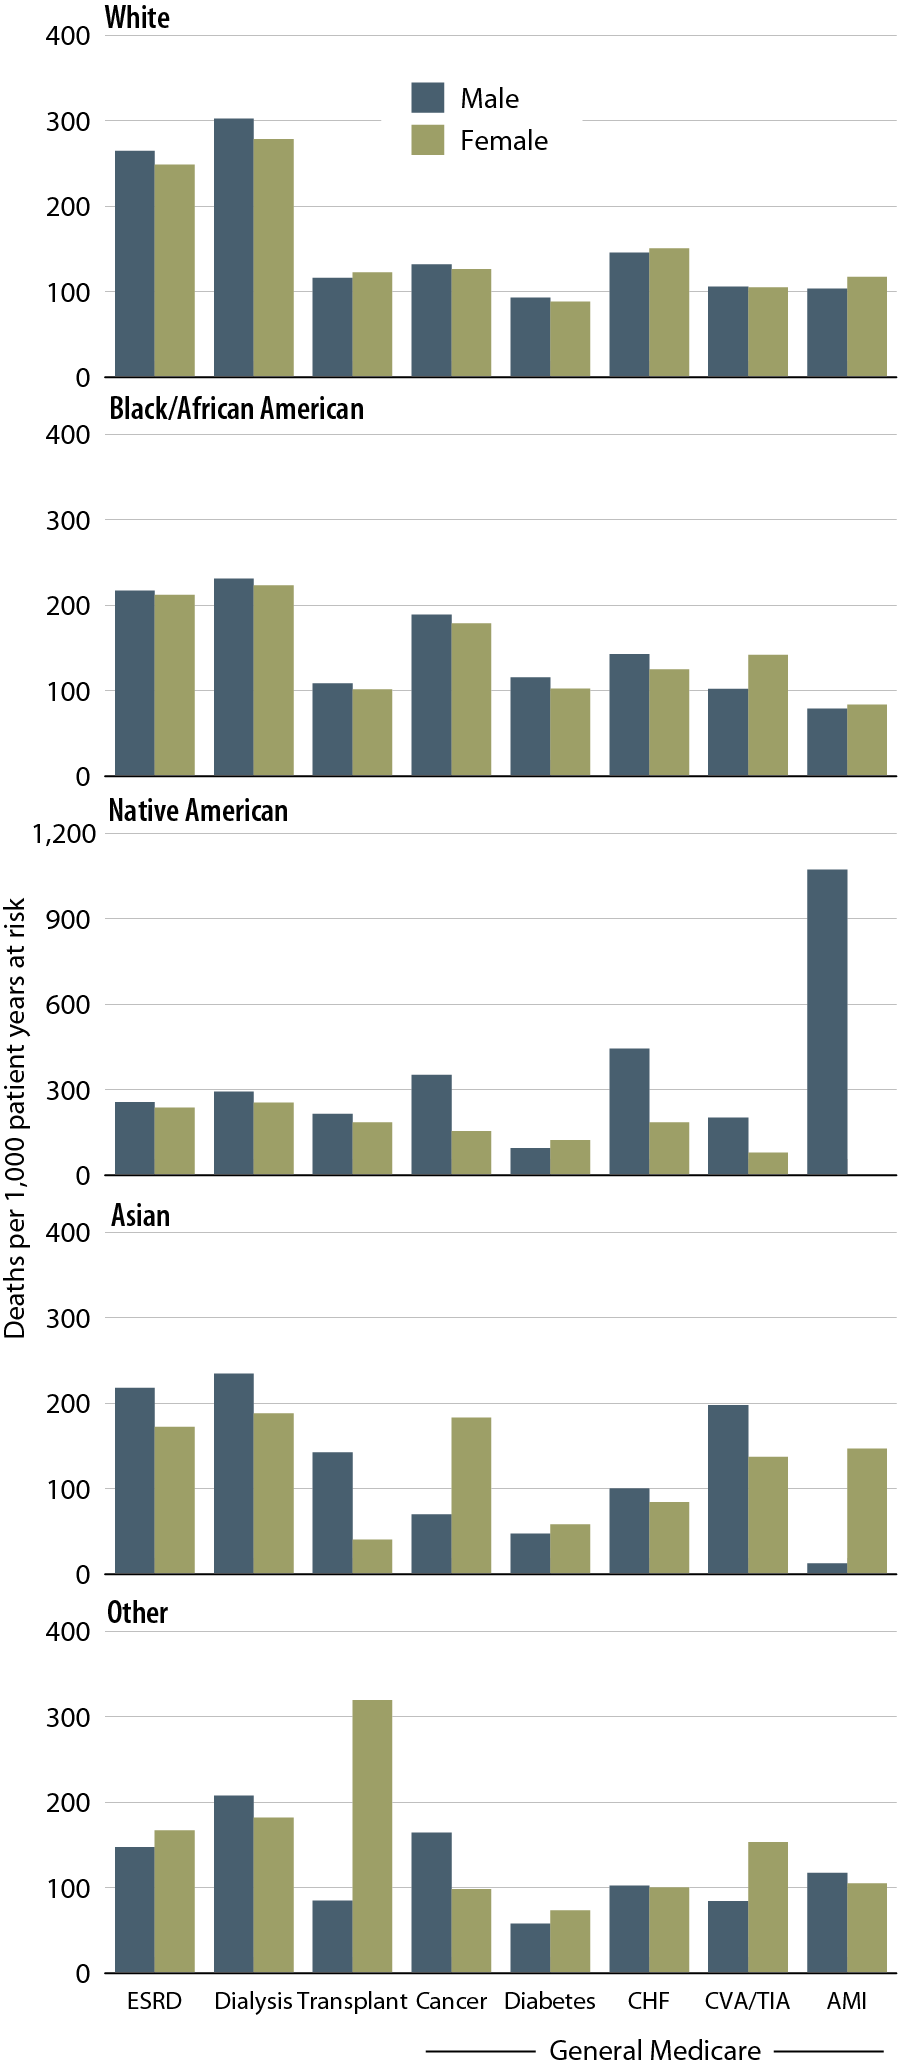 White
400
300
200
100
0
Male
Female
Black/African American
400
300
200
100
0
Native American
1,200
900
600
300
0
Deaths per 1,000 patient years at risk
Asian
400
300
200
100
0
Other
400
300
200
100
0
ESRD Dialysis Transplant Cancer Diabetes CHF CVA/TIA AMI
General Medicare